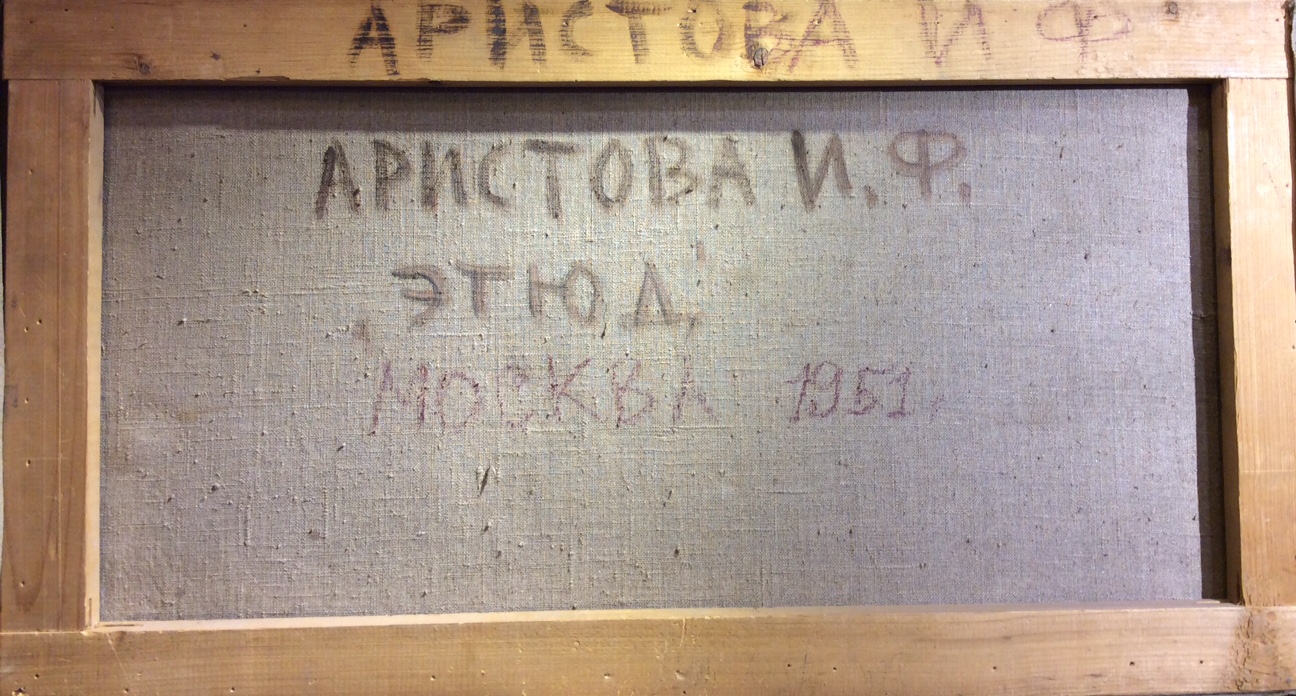 АРИСТОВА И Ф
АРИСТОВА И. Ф.
ЭТЮД
МОСКВА 1951